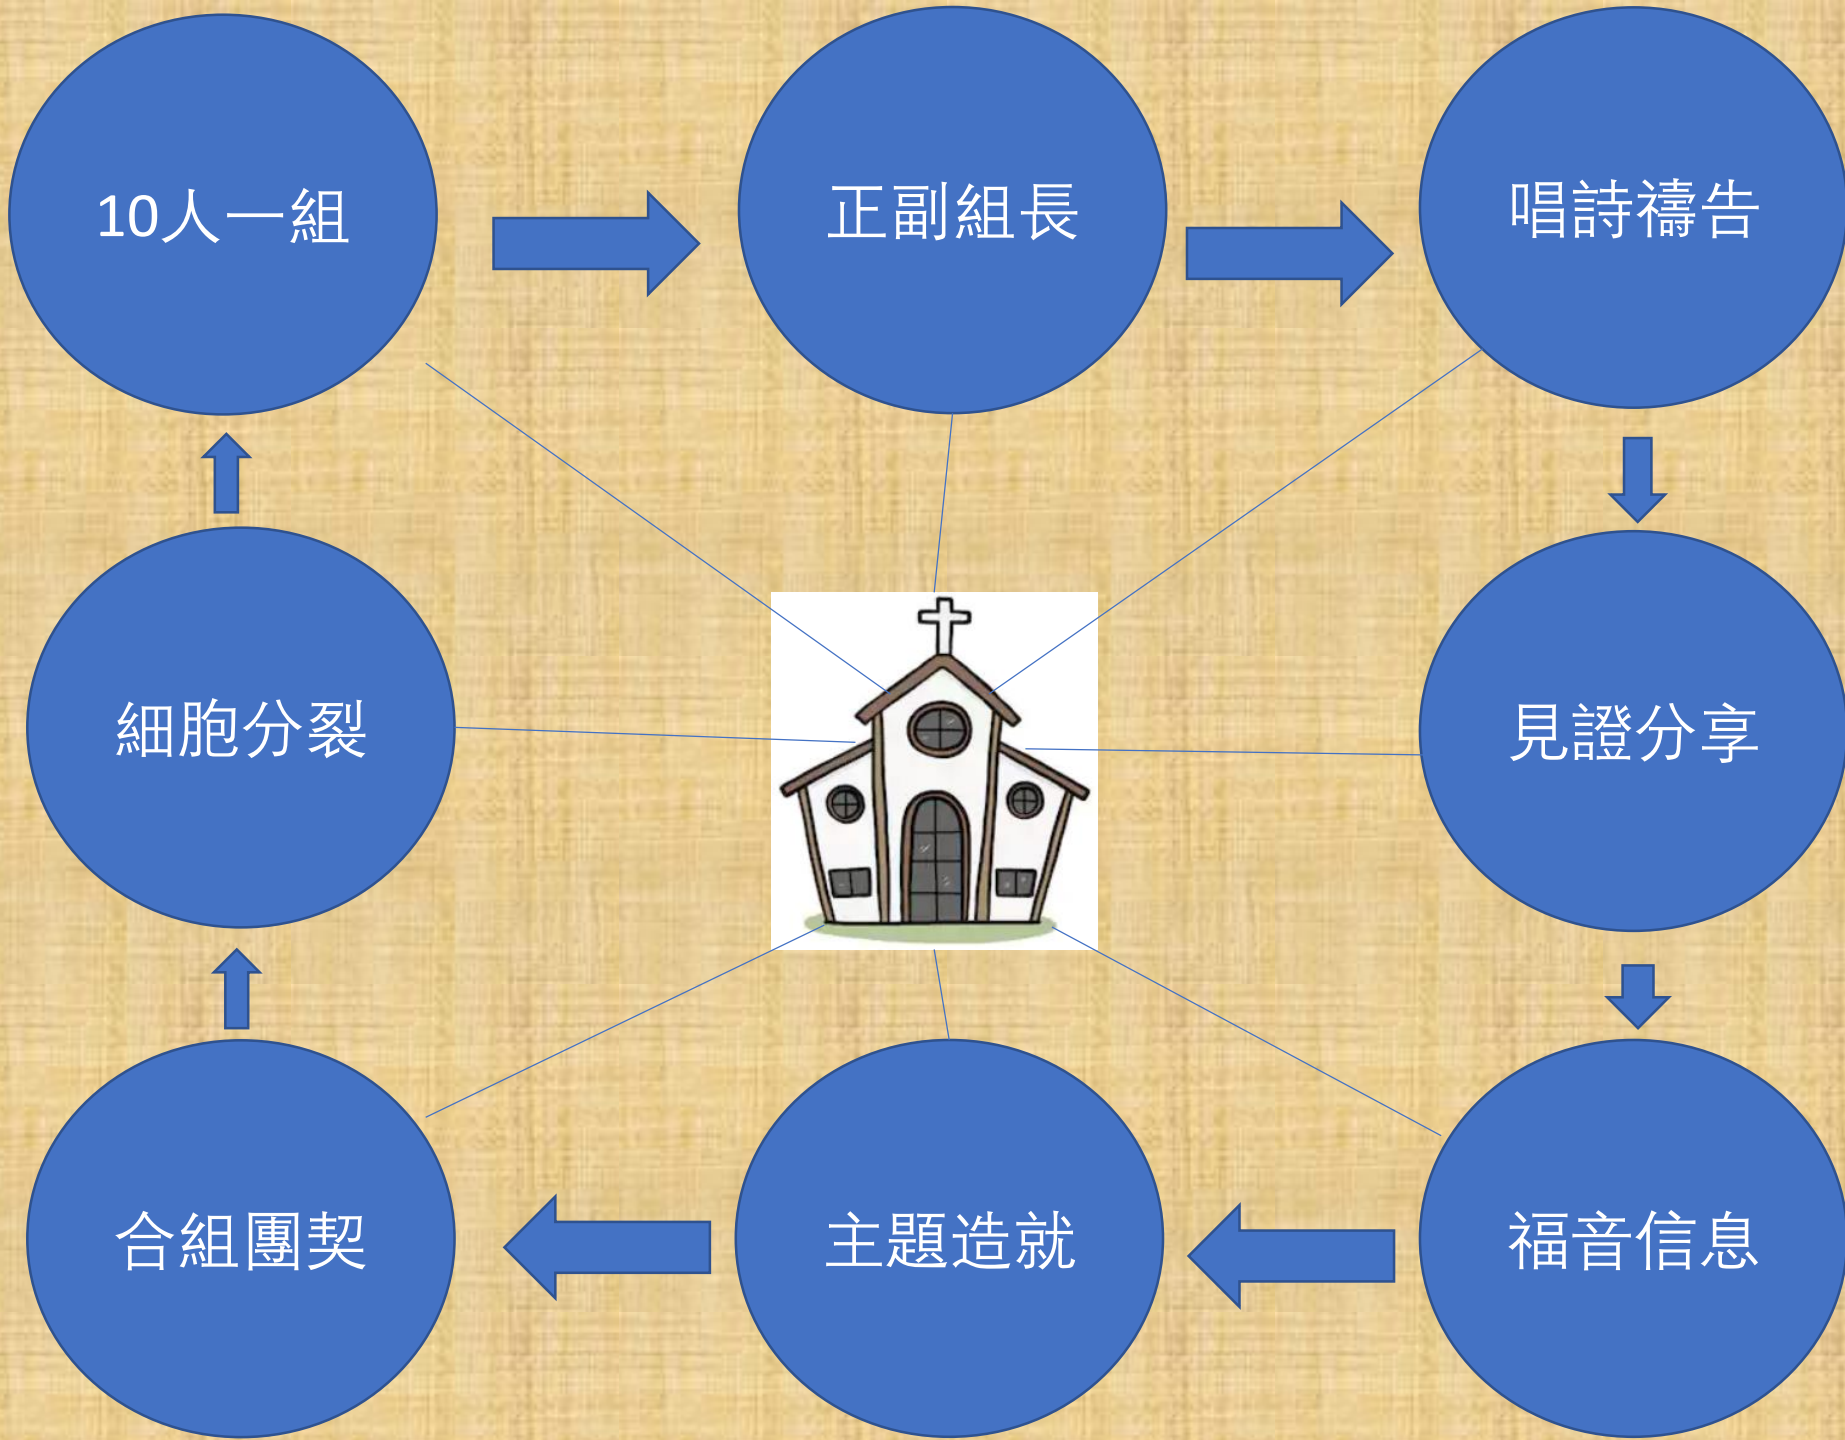 10人一組
正副組長
唱詩禱告
見證分享
福音信息
主題造就
合組團契
細胞分裂